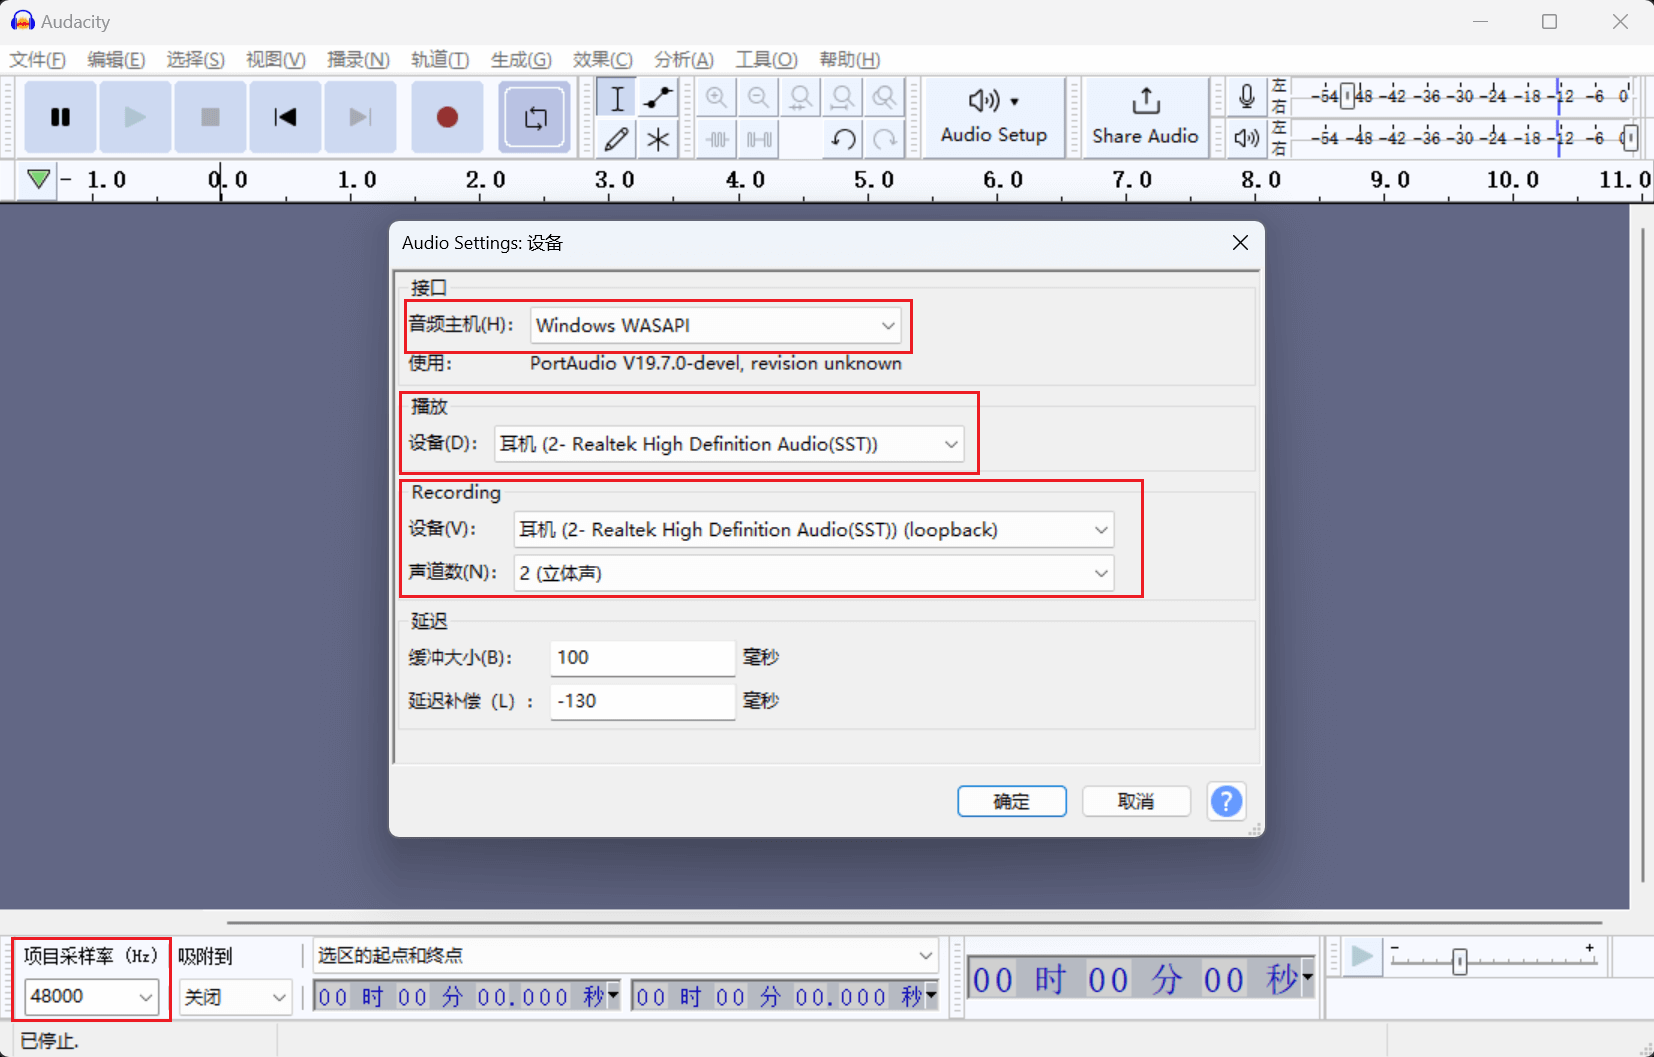 Audacity
文件(F) 编辑(E) 选择(S) 视图(V) 播录(N) 轨道(T) 生成(G) 效果(C) 分析(A) 工具(O) 帮助(H)
Audio Setup
Share Audio
左
右
-54 -48 -42 -36 -30 -24 -18 -12 -6 0
左
右
-54 -48 -42 -36 -30 -24 -18 -12 -6 0
- 1.0 0.0 1.0 2.0 3.0 4.0 5.0 6.0 7.0 8.0 9.0 10.0 11.0
Audio Settings: 设备
接口
音频主机(H): Windows WASAPI
使用: PortAudio V19.7.0-devel, revision unknown
播放
设备(D): 耳机 (2- Realtek High Definition Audio(SST))
Recording
设备(V): 耳机 (2- Realtek High Definition Audio(SST)) (loopback)
声道数(N): 2 (立体声)
延迟
缓冲大小(B): 100 毫秒
延迟补偿 (L) : -130 毫秒
确定 取消 ?
项目采样率 (Hz) 吸附到 选区的起点和终点
48000 关闭 00 时 00 分 00.000 秒 00 时 00 分 00.000 秒
00 时 00 分 00 秒
- +
已停止.